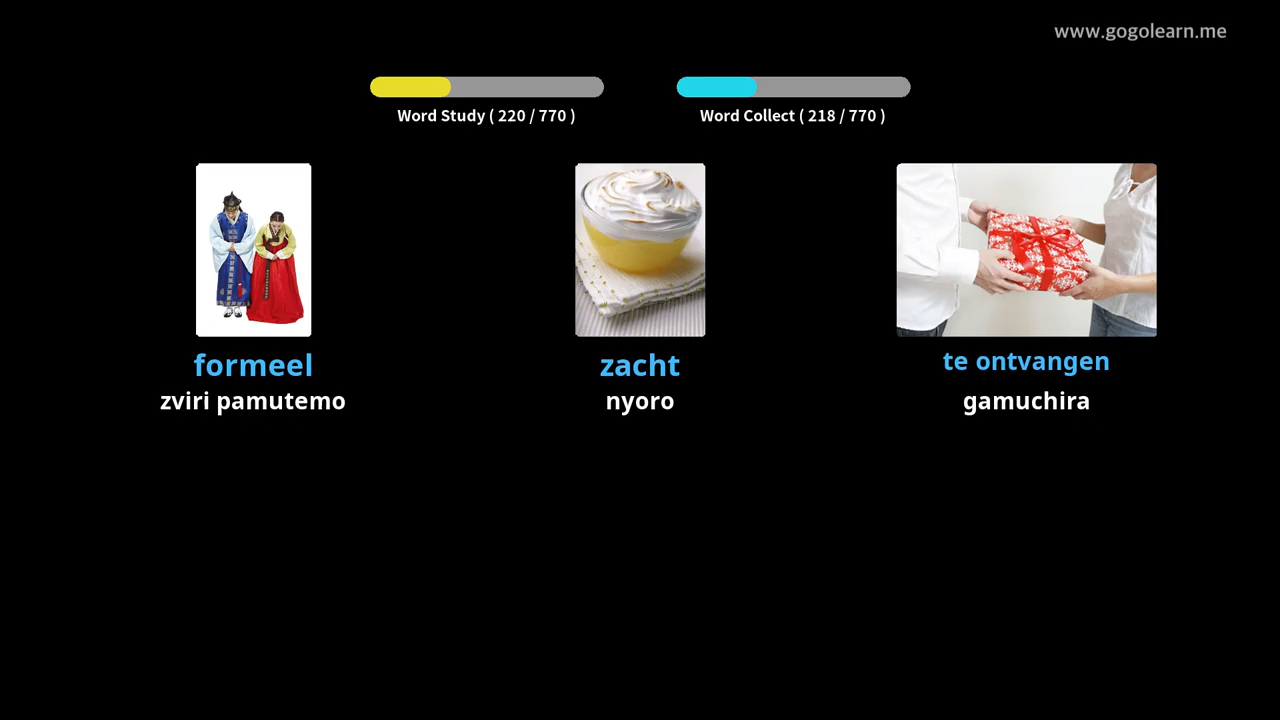 www.gogolearn.me
Word Study ( 220 / 770 )
Word Collect ( 218 / 770 )
formeel
zviri pamutemo
zacht
nyoro
te ontvangen
gamuchira